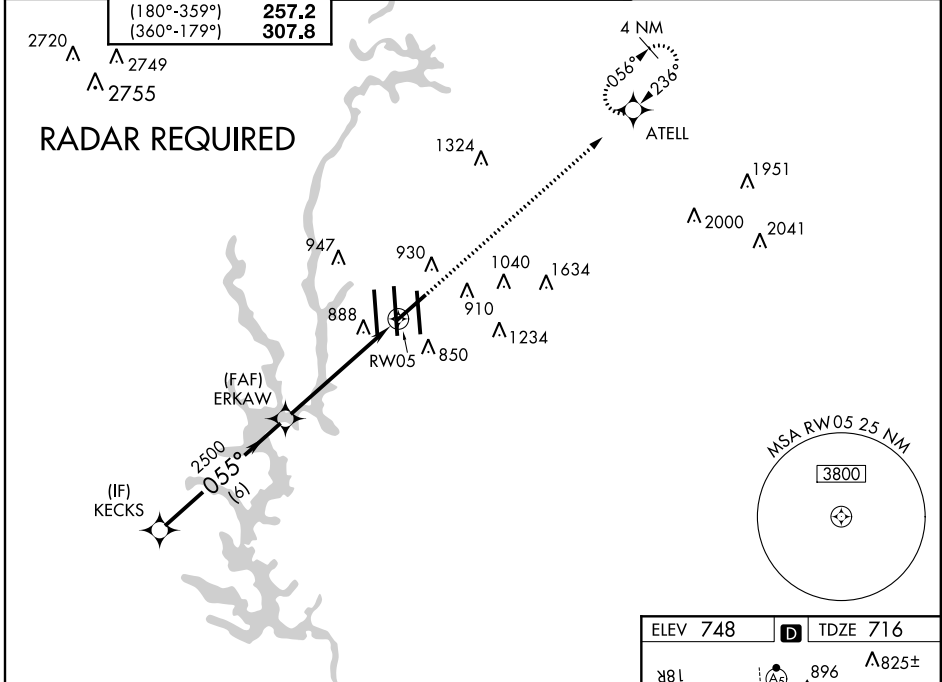 (180°-359°) 257.2
(360°-179°) 307.8
2720
2749
2755
RADAR REQUIRED
4 NM
056°
236°
ATELL
1324
1951
2000
2041
947
930
1040
1634
910
888
1234
RW05
850
(FAF)
ERKAW
2500
055°
(6)
(IF)
KECKS
MSA RW05 25 NM
3800
ELEV 748 D TDZE 716
18R
A5
896
825±